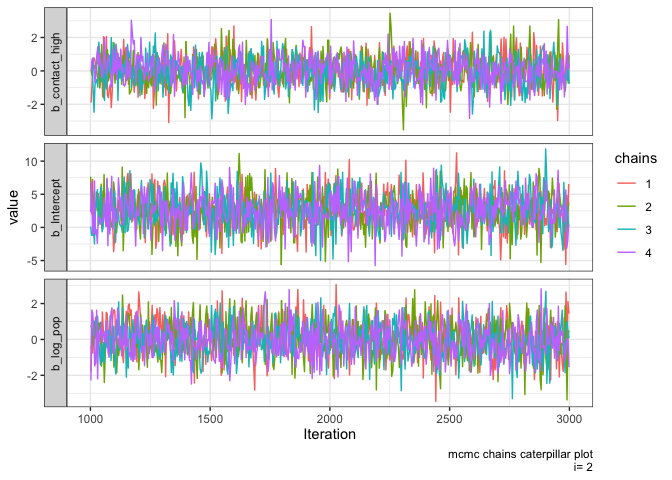 b_contact_high
2
0
-2
b_Intercept
10
5
0
-5
b_log_pop
2
0
-2
value
1000
1500
2000
2500
3000
Iteration
chains
1
2
3
4
mcmc chains caterpillar plot
i= 2